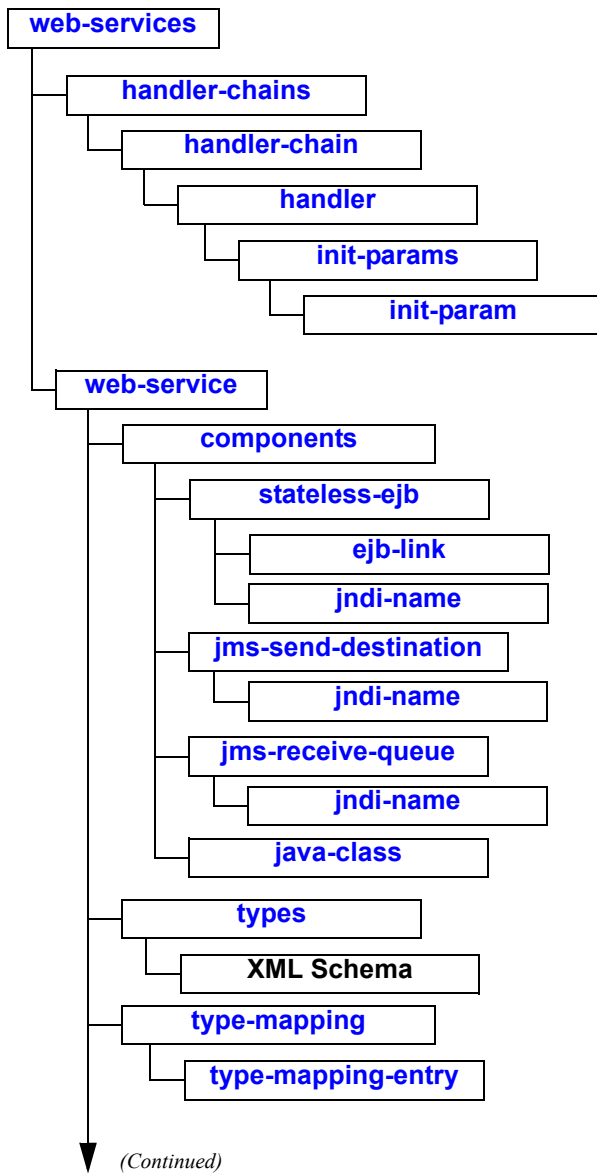 web-services
handler-chains
handler-chain
handler
init-params
init-param
web-service
components
stateless-ejb
ejb-link
jndi-name
jms-send-destination
jndi-name
jms-receive-queue
jndi-name
java-class
types
XML Schema
type-mapping
type-mapping-entry
(Continued)